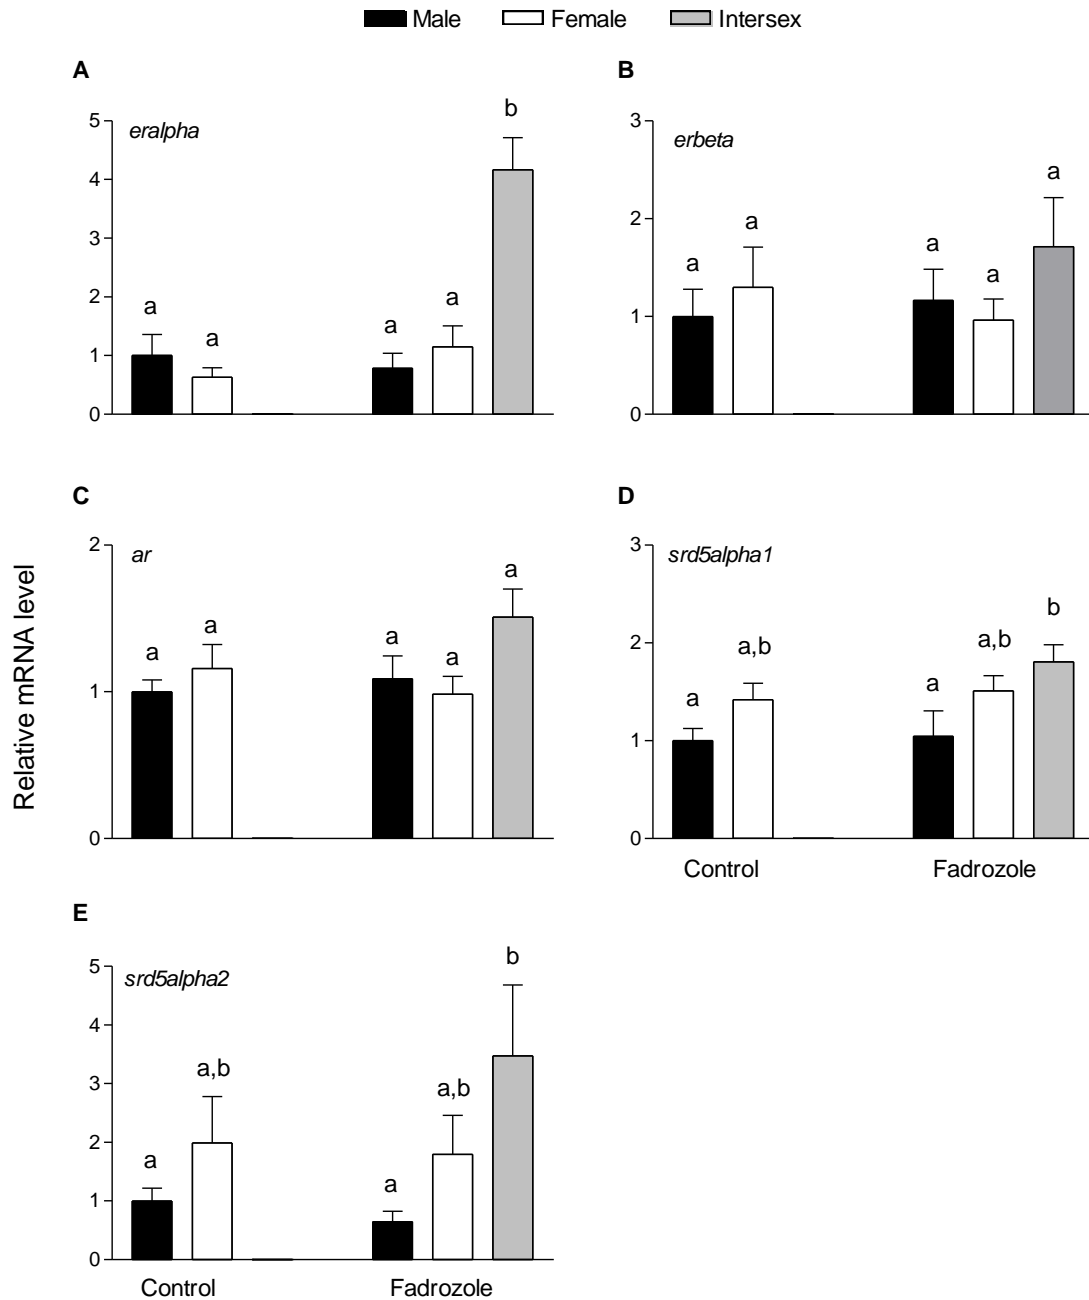 Male Female Intersex
A
eralpha
5
4
3
2
1
0
a
a
a
a
b
B
erbeta
3
2
1
0
a
a
a
a
a
Relative mRNA level
C
ar
2
1
0
a
a
a
a
a
D
srd5alpha1
3
2
1
0
a
a,b
a
a,b
b
Control Fadrozole
E
srd5alpha2
5
4
3
2
1
0
a
a,b
a
a,b
b
Control Fadrozole